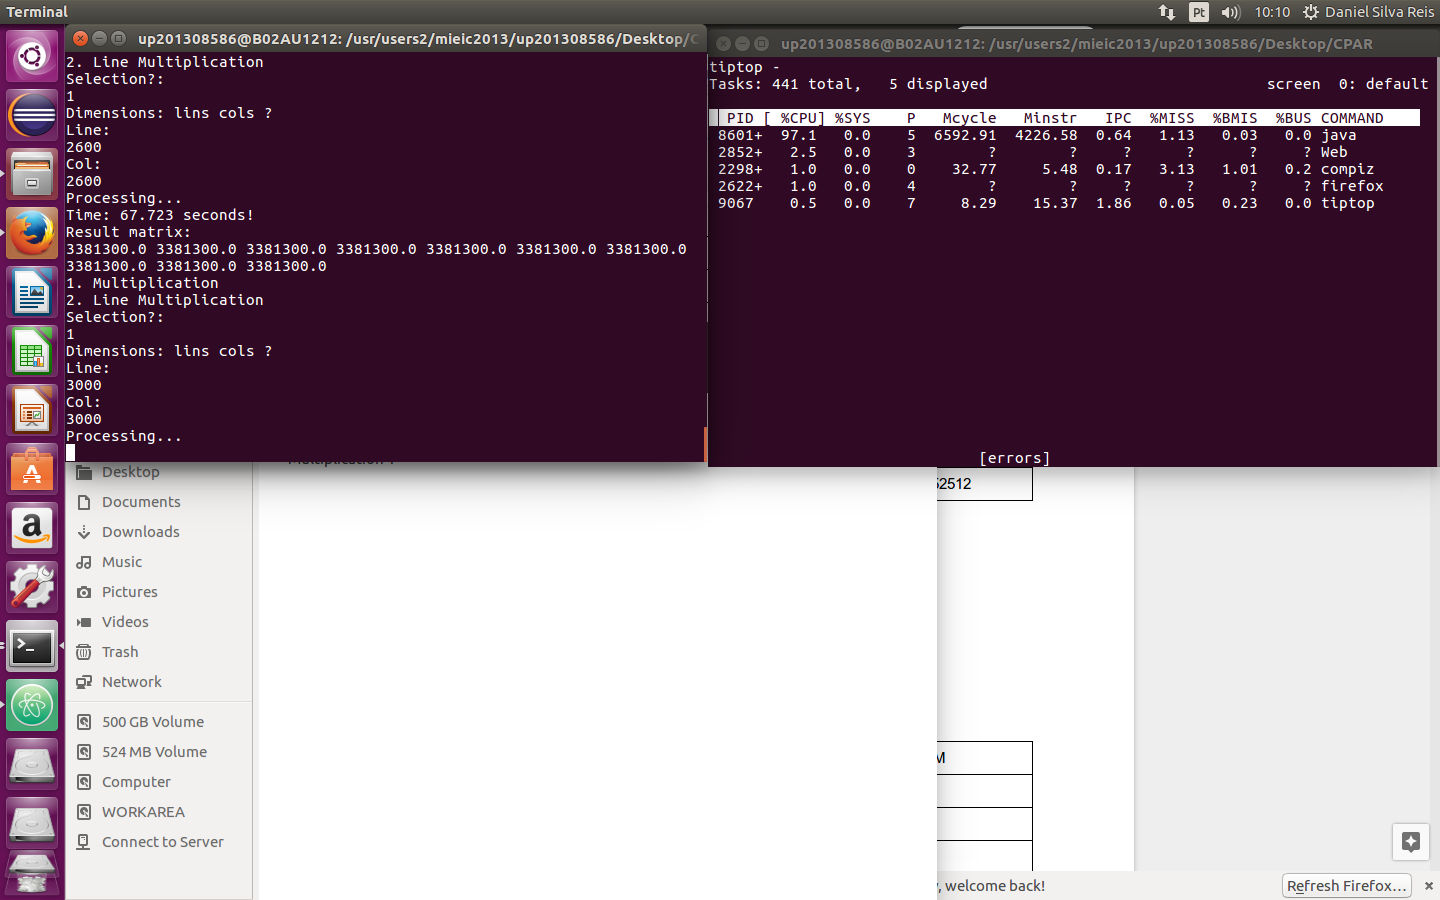 Terminal
Pt
10:10
Daniel Silva Reis
up201308586@B02AU1212: /usr/users2/mieic2013/up201308586/Desktop/C
2. Line Multiplication
Selection?:
1
Dimensions: lins cols ?
Line:
2600
Col:
2600
Processing...
Time: 67.723 seconds!
Result matrix:
3381300.0 3381300.0 3381300.0 3381300.0 3381300.0 3381300.0 3381300.0
3381300.0 3381300.0 3381300.0
1. Multiplication
2. Line Multiplication
Selection?:
1
Dimensions: lins cols ?
Line:
3000
Col:
3000
Processing...
up201308586@B02AU1212: /usr/users2/mieic2013/up201308586/Desktop/CPAR
tiptop -
Tasks: 441 total,   5 displayed screen  0: default
PID [ %CPU] %SYS P Mcycle Minstr IPC %MISS %BMIS %BUS COMMAND
8601+ 97.1 0.0 5 6592.91 4226.58 0.64 1.13 0.03 0.0 java
2852+ 2.5 0.0 3 ? ? ? ? ? ? Web
2298+ 1.0 0.0 0 32.77 5.48 0.17 3.13 1.01 0.2 compiz
2622+ 1.0 0.0 4 ? ? ? ? ? ? firefox
9067 0.5 0.0 7 8.29 15.37 1.86 0.05 0.23 0.0 tiptop
[errors]
Desktop
Documents
Downloads
Music
Pictures
Videos
Trash
Network
500 GB Volume
524 MB Volume
Computer
WORKAREA
Connect to Server
52512
M
, welcome back!
Refresh Firefox...